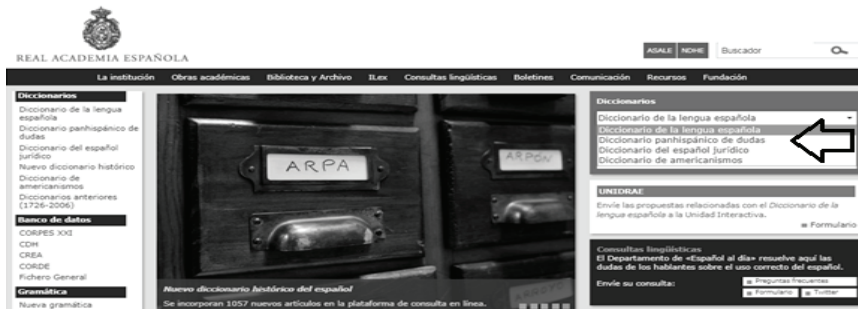 REAL ACADEMIA ESPAÑOLA
ASALE NDHE Buscador
La institución Obras académicas Biblioteca y Archivo ILex Consultas lingüísticas Boletines Comunicación Recursos Fundación
Diccionarios
Diccionario de la lengua
española
Diccionario panhispánico de
dudas
Diccionario del español
jurídico
Nuevo diccionario histórico
Diccionario de
americanismos
Diccionarios anteriores
(1726-2006)
Banco de datos
CORPES XXI
CDH
CREA
CORDE
Fichero General
Gramática
Nueva gramática
ARPA
ARPÓN
Nuevo diccionario histórico del español
Se incorporan 1057 nuevos artículos en la plataforma de consulta en línea.
Diccionarios
Diccionario de la lengua española
Diccionario de la lengua española
Diccionario panhispánico de dudas
Diccionario del español jurídico
Diccionario de americanismos
UNIDRAE
Envíe las propuestas relacionadas con el Diccionario de la
lengua española a la Unidad Interactiva.
Formulario
Consultas lingüísticas
El Departamento de «Español al día» resuelve aquí las
dudas de los hablantes sobre el uso correcto del español.
Envíe su consulta:
Preguntas frecuentes
Formulario Twitter